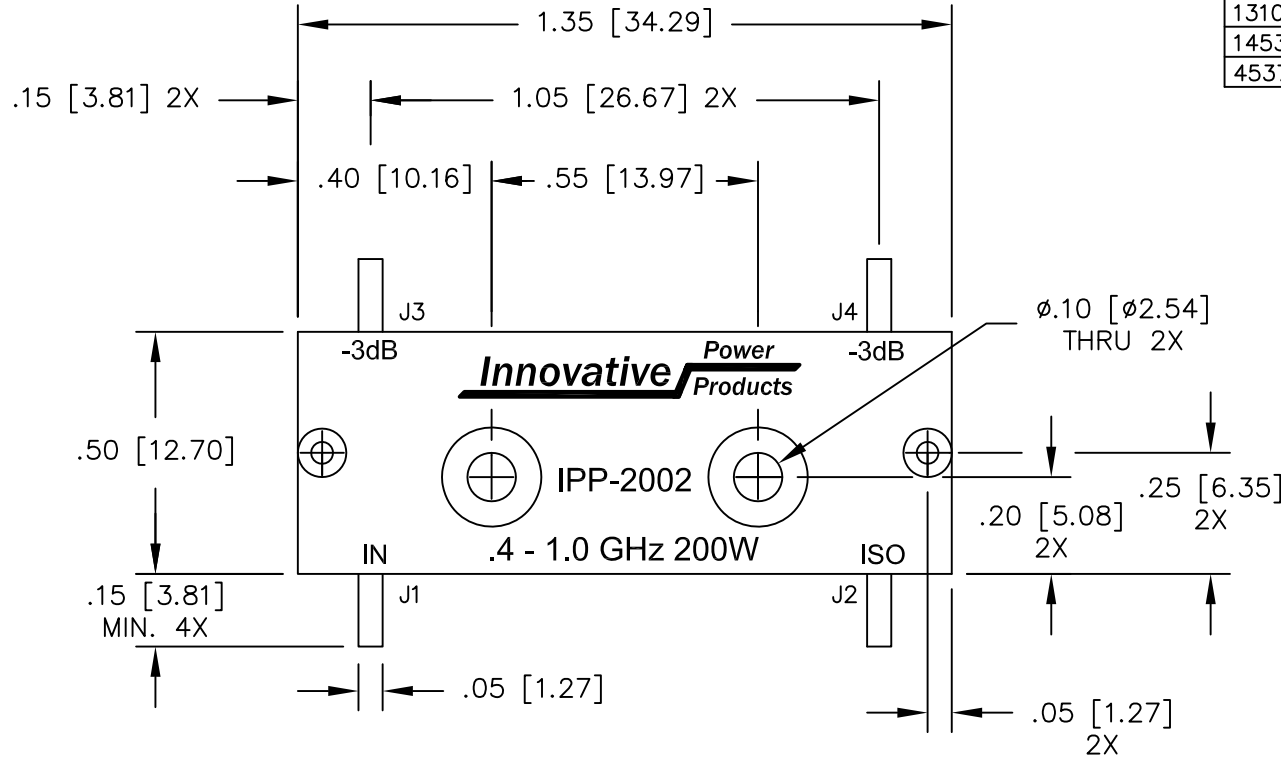 1310
1453
453
1.35 [34.29]
.15 [3.81] 2X
1.05 [26.67] 2X
.40 [10.16]
.55 [13.97]
J3
J4
ø.10 [ø2.54]
THRU 2X
-3dB
-3dB
Innovative Power Products
.50 [12.70]
IPP-2002
.25 [6.35]
2X
.20 [5.08]
2X
.4 - 1.0 GHz 200W
IN
ISO
.15 [3.81]
MIN. 4X
J1
J2
.05 [1.27]
.05 [1.27]
2X